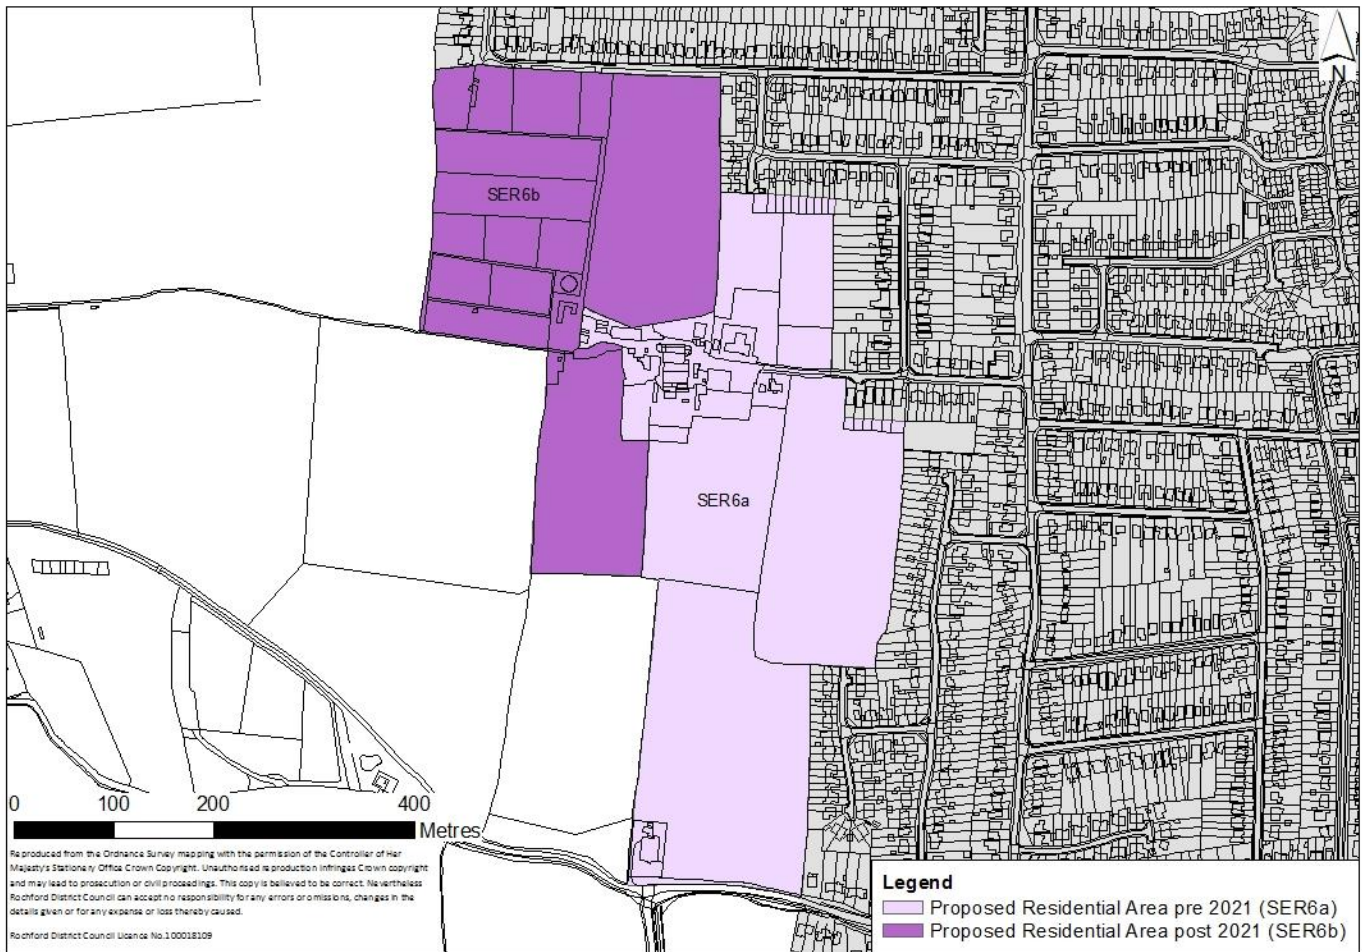 N
SER6b
SER6a
0 100 200 400
Metres
Reproduced from the Ordnance Survey mapping with the permission of the Controller of Her
Majesty's Stationery Office Crown Copyright. Unauthorised reproduction infringes Crown copyright
and may lead to prosecution or civil proceedings. This copy is believed to be correct. Nevertheless
Rochford District Council can accept no responsibility for any errors or omissions, changes in the
details given or for any expense or loss thereby caused.
Rochford District Council Licence No.100018109
Legend
Proposed Residential Area pre 2021 (SER6a)
Proposed Residential Area post 2021 (SER6b)